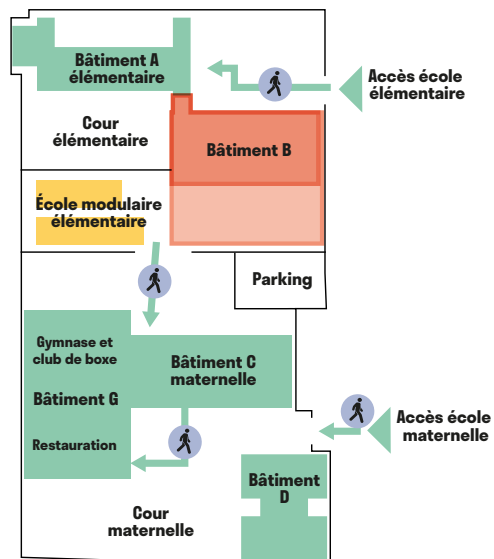 Bâtiment A
élémentaire
Accès école
élémentaire
Cour
élémentaire
Bâtiment B
École modulaire
élémentaire
Parking
Gymnase et
club de boxe
Bâtiment C
maternelle
Bâtiment G
Accès école
maternelle
Restauration
Bâtiment
D
Cour
maternelle